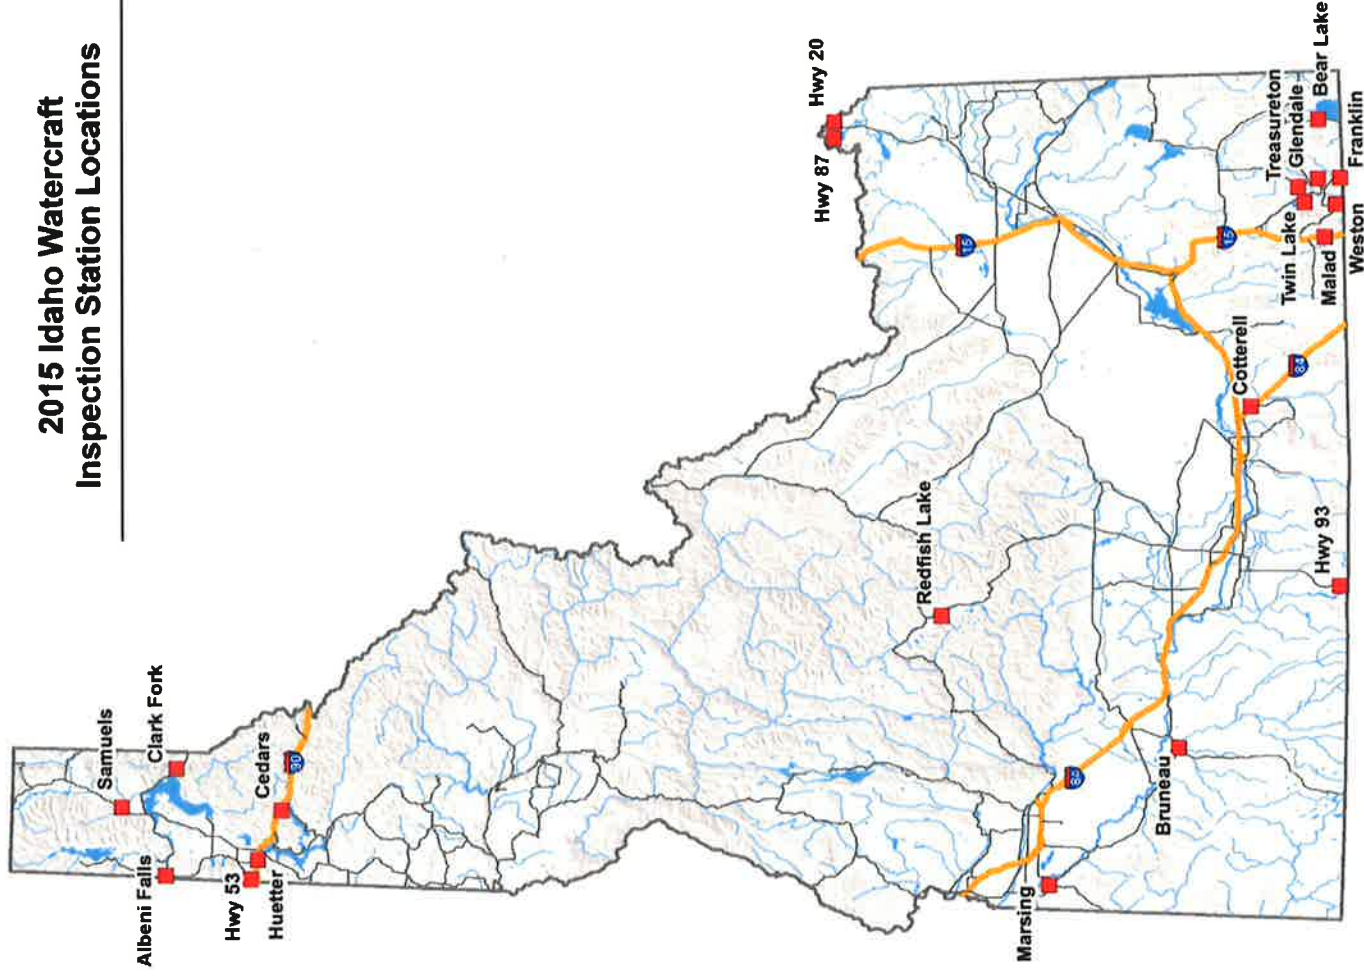 2015 Idaho Watercraft
Inspection Station Locations
Samuels
Clark Fork
Albeni Falls
Cedars
90
Hwy 53
Huetter
Hwy 20
Hwy 87
15
Redfish Lake
15
Treasureton
Glendale
Bear Lake
Twin Lake
Malad
Franklin
Weston
Cotterell
84
Hwy 93
84
Bruneau
Marsing